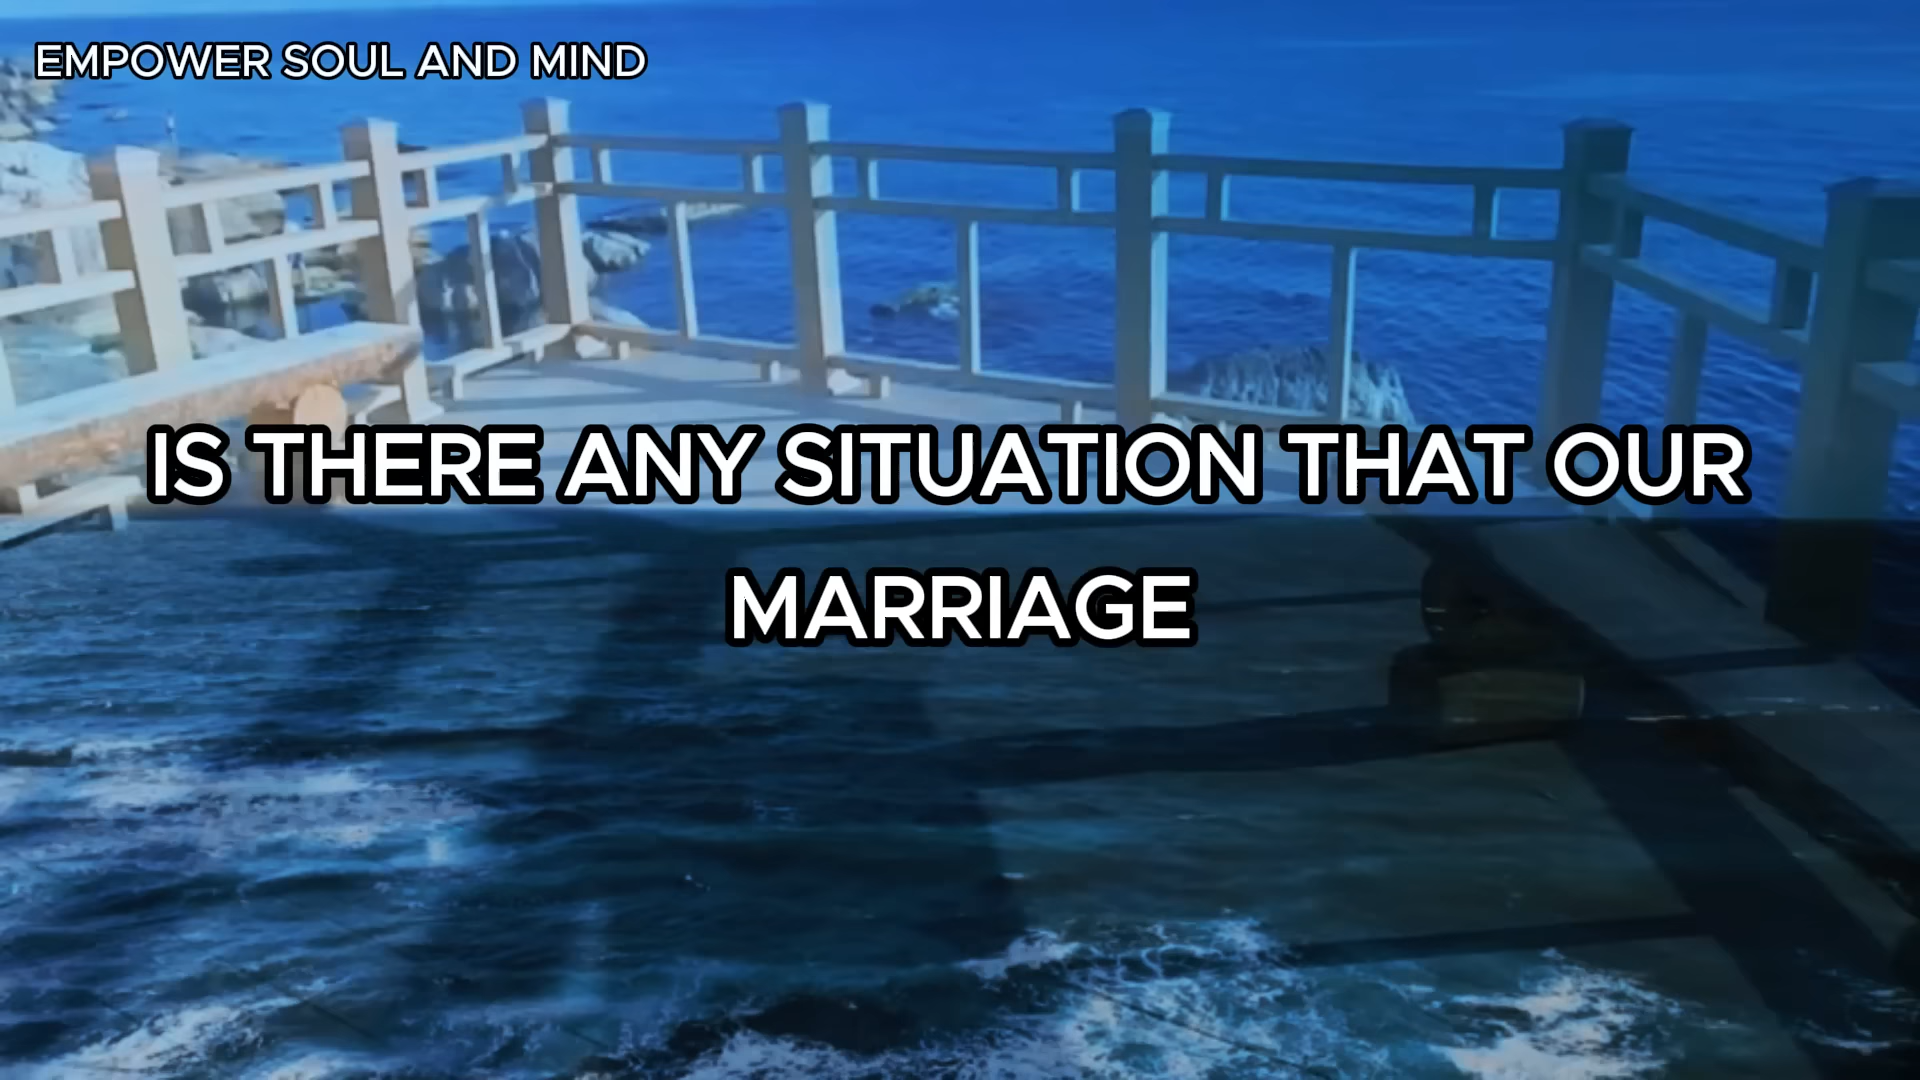 EMPOWER SOUL AND MIND
IS THERE ANY SITUATION THAT OUR
MARRIAGE